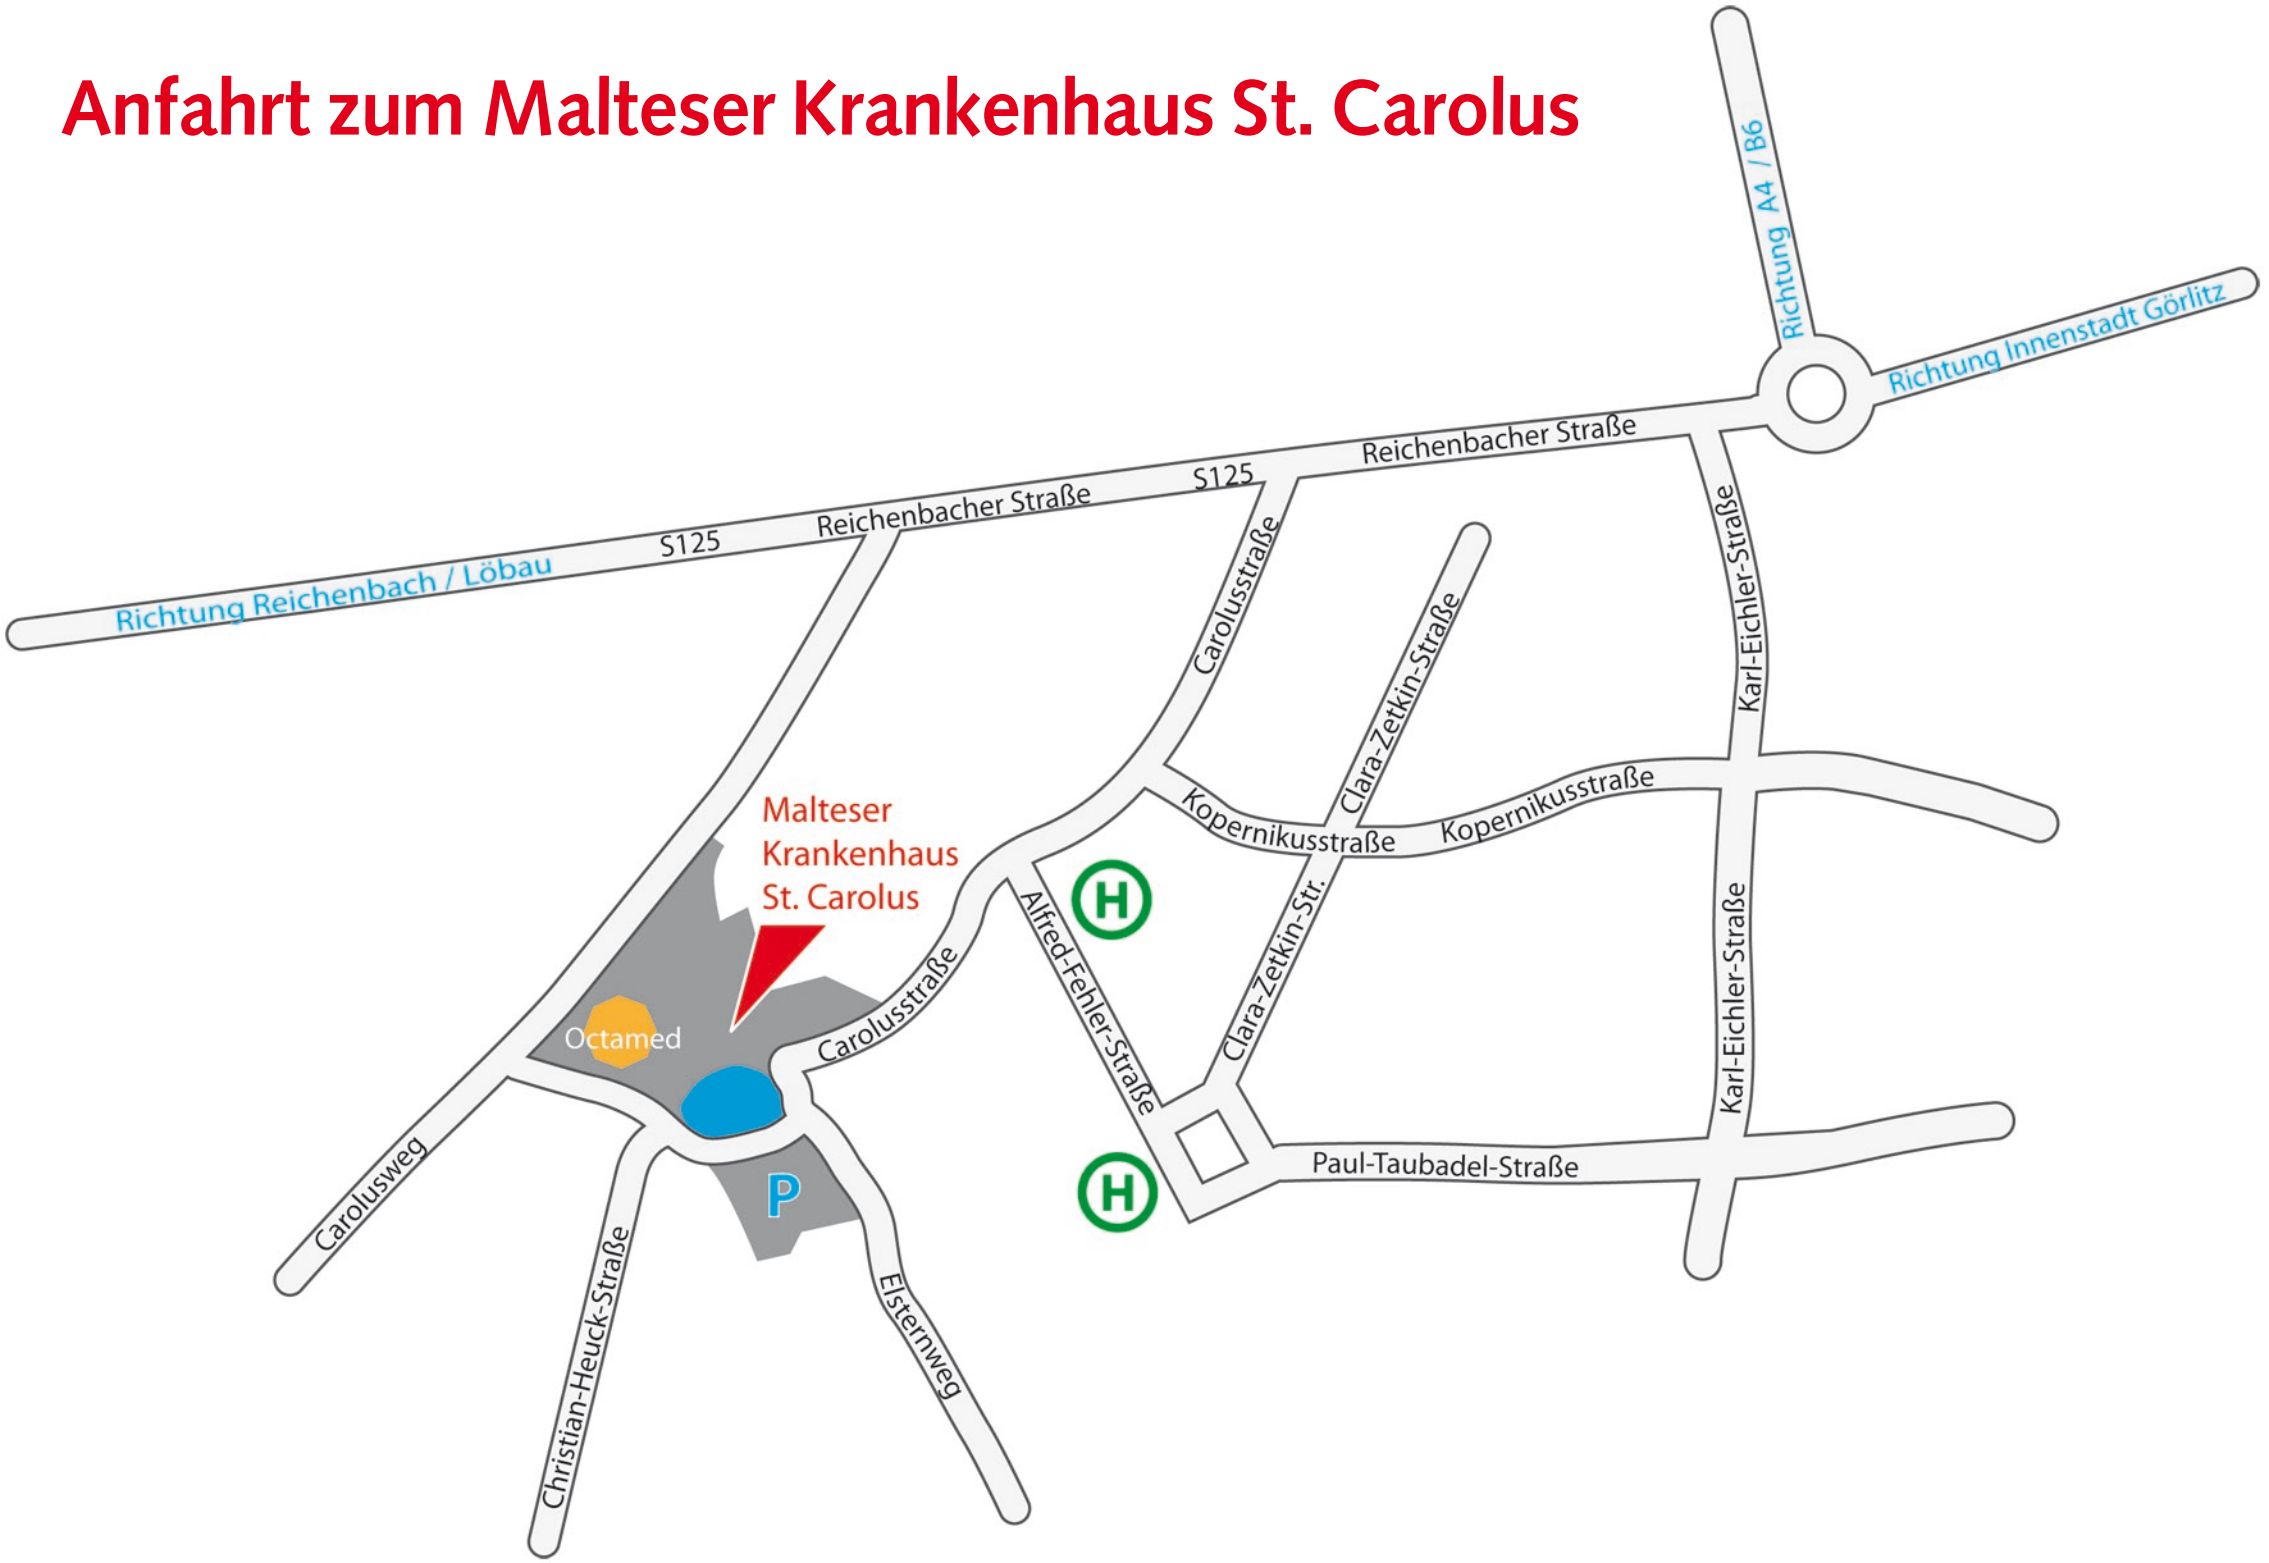 Anfahrt zum Malteser Krankenhaus St. Carolus
Richtung A4 / B6
Richtung Innenstadt Görlitz
Reichenbacher Straße
S125
Reichenbacher Straße
S125
Richtung Reichenbach / Löbau
Carolusstraße
Karl-Eichler-Straße
Clara-Zetkin-Straße
Kopernikusstraße
Kopernikusstraße
Malteser
Krankenhaus
St. Carolus
H
Alfred-Fehler-Straße
Clara-Zetkin-Str.
Karl-Eichler-Straße
Carolusstraße
Octamed
Carolusweg
P
H
Paul-Taubadel-Straße
Christian-Heuck-Straße
Elsternweg